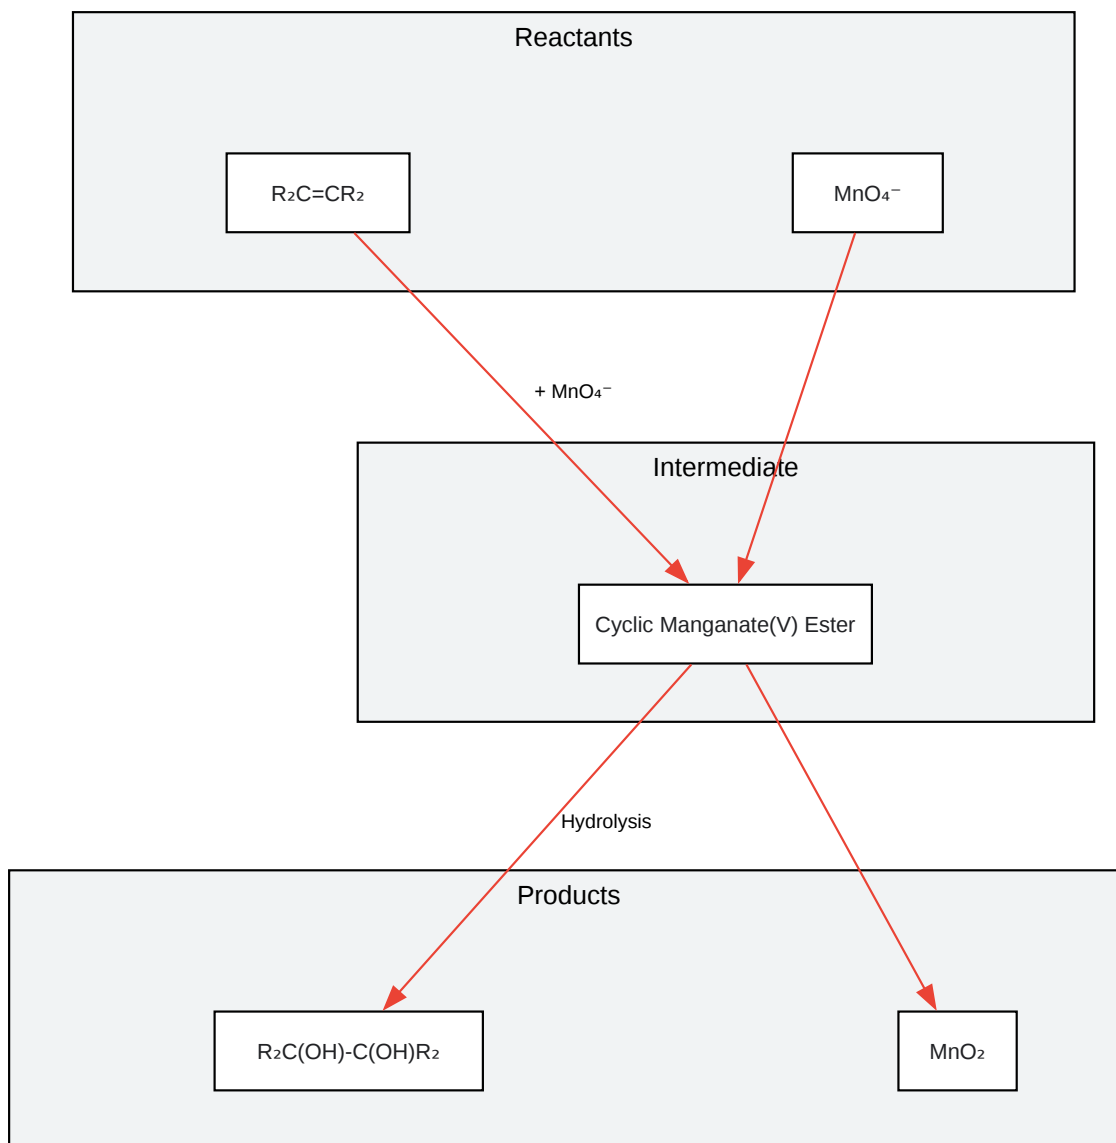 Reactants
R₂C=CR₂
MnO₄⁻
+ MnO₄⁻
Intermediate
Cyclic Manganate(V) Ester
Hydrolysis
Products
R₂C(OH)-C(OH)R₂
MnO₂